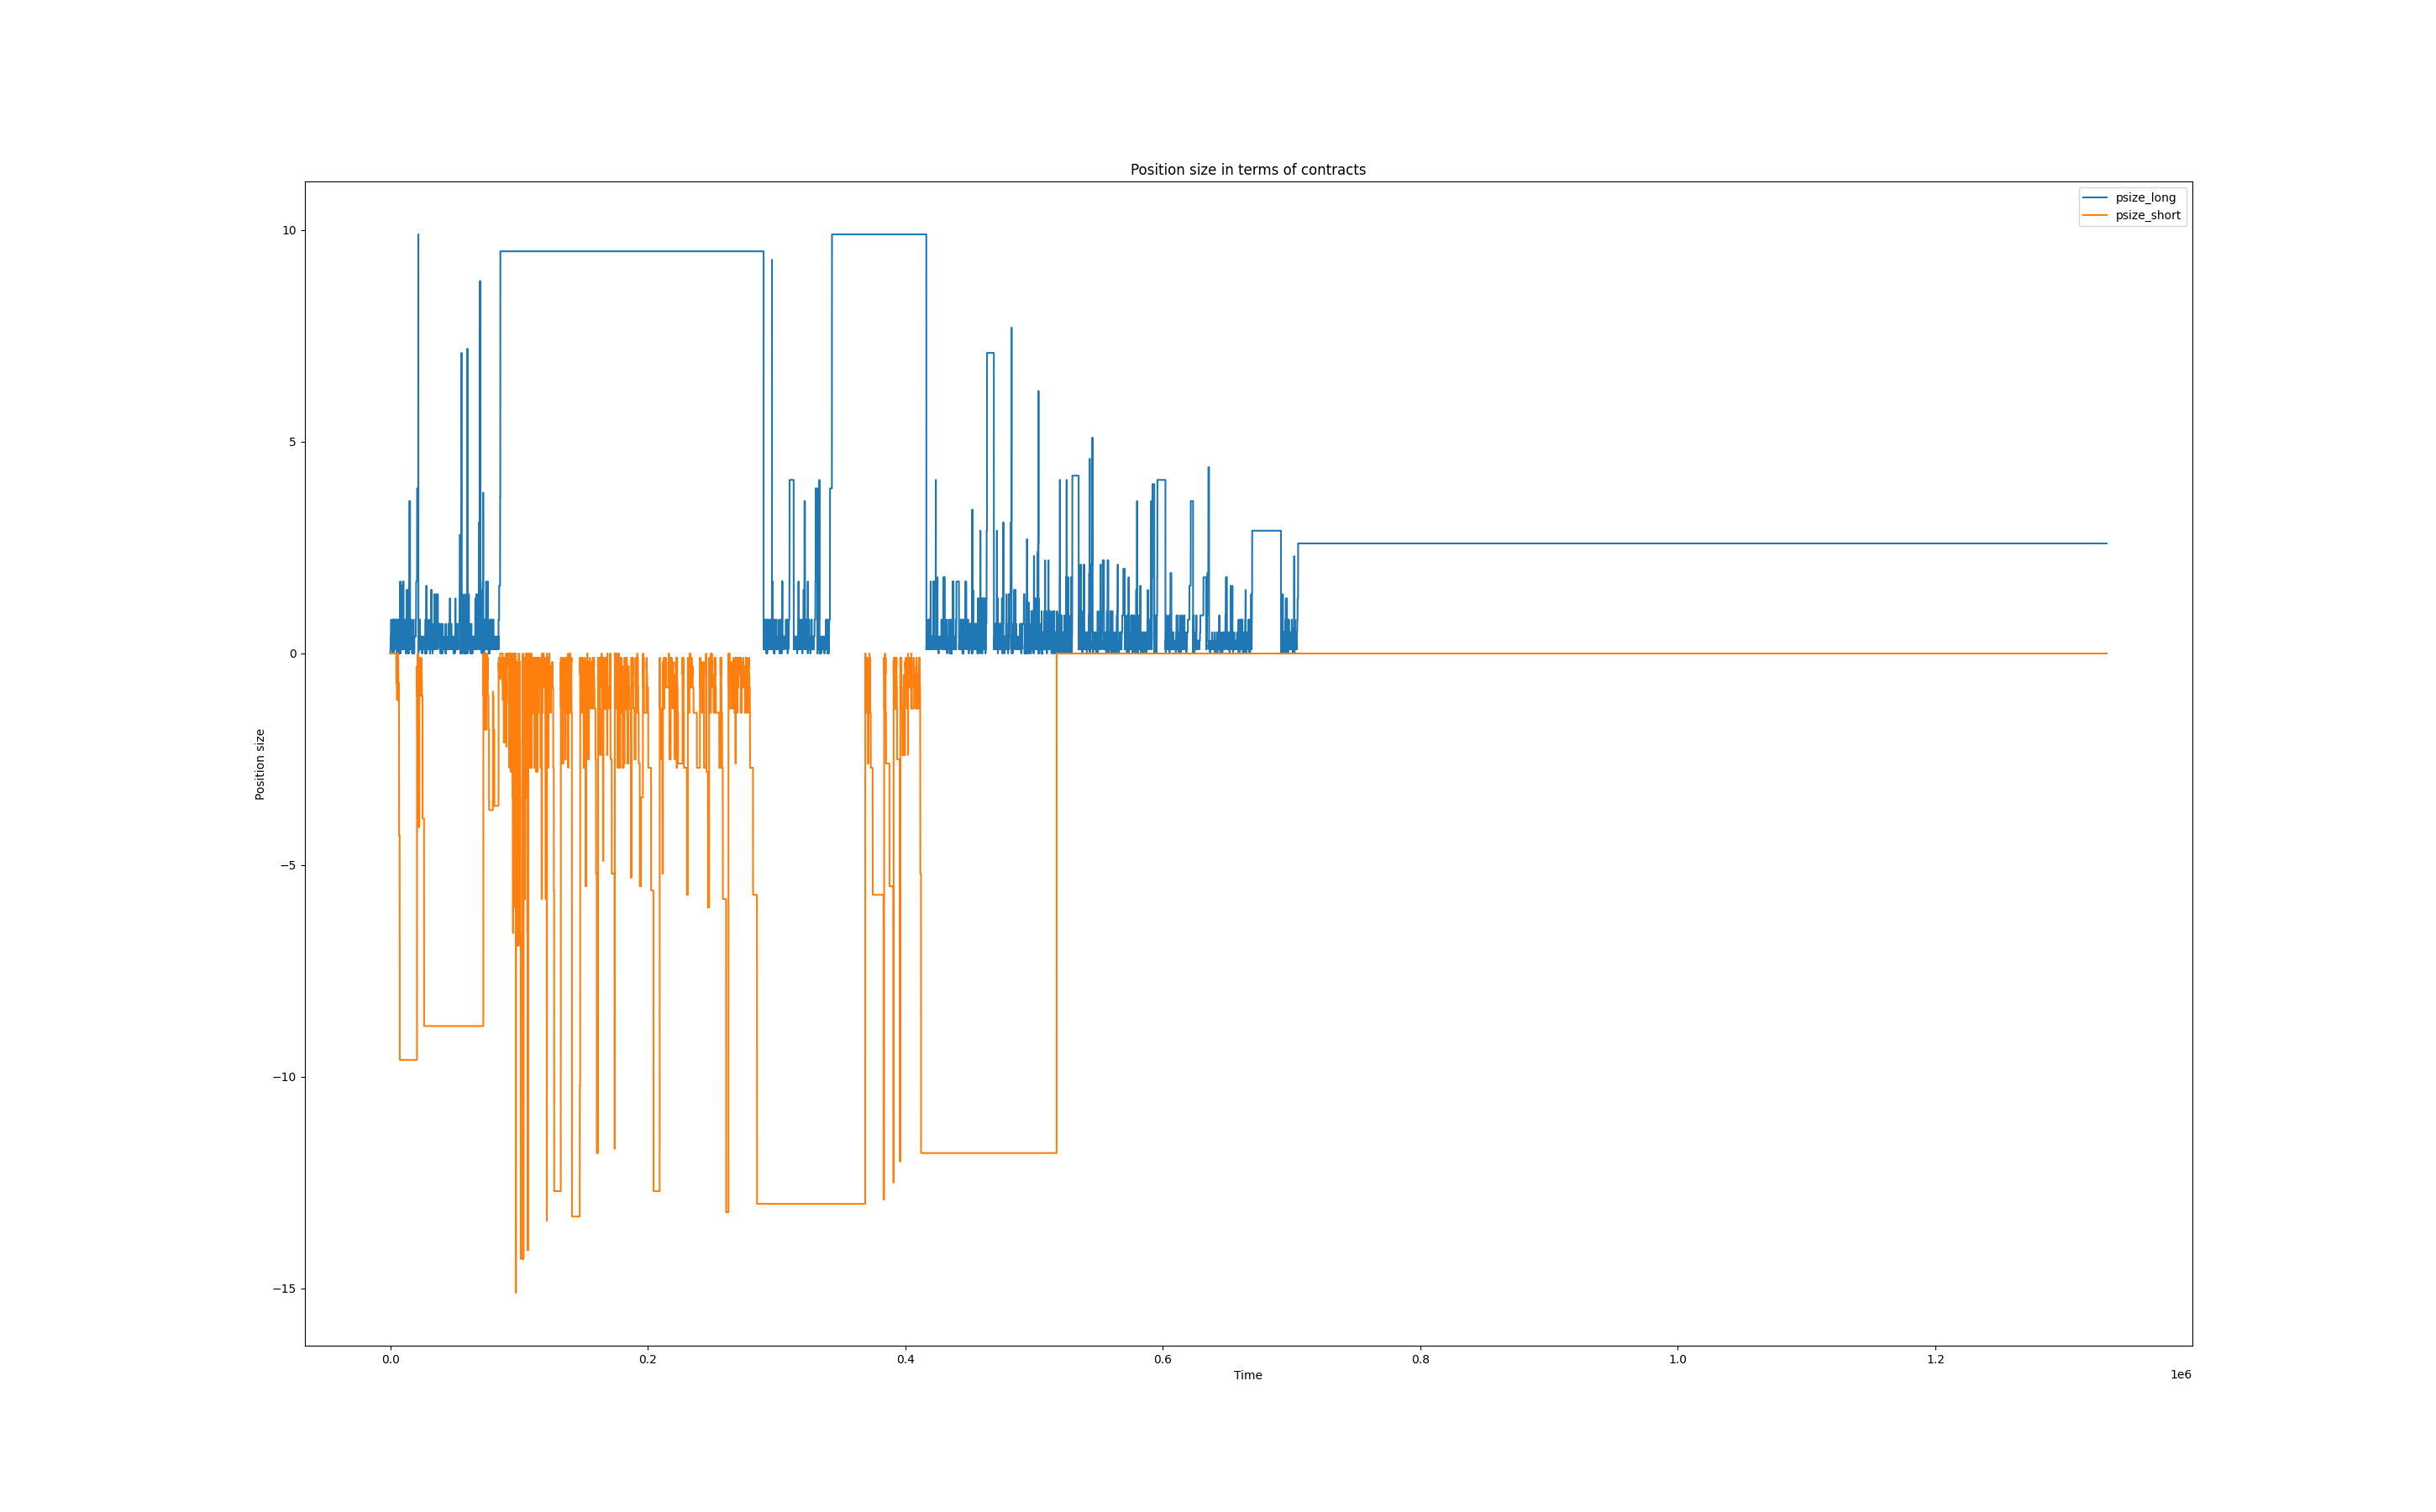 Position size in terms of contracts
psize_long
psize_short
10
5
0
−5
−10
−15
Position size
0.0
0.2
0.4
0.6
0.8
1.0
1.2
1e6
Time